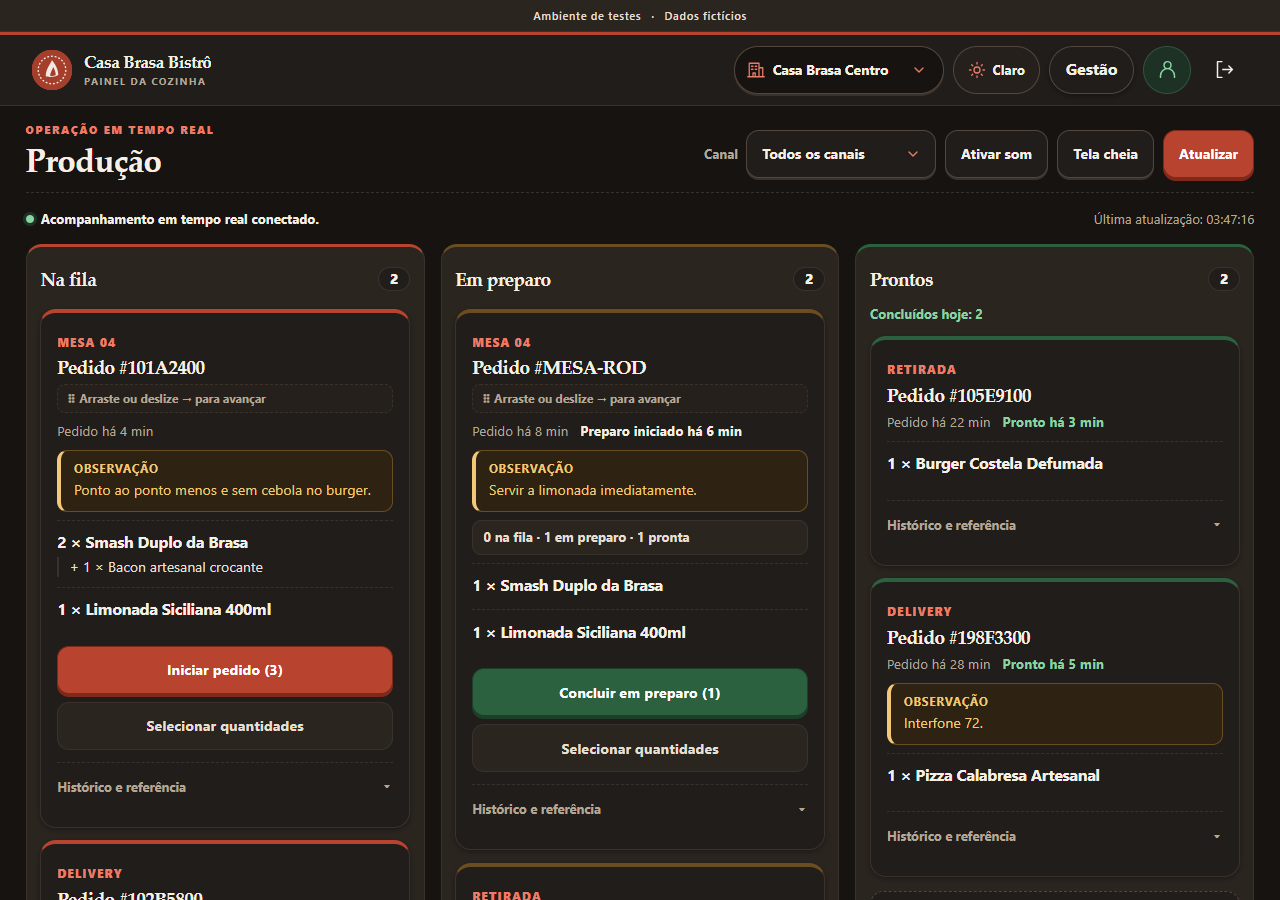 Ambiente de testes · Dados fictícios
Casa Brasa Bistrô
PAINEL DA COZINHA
Casa Brasa Centro
Claro
Gestão
OPERAÇÃO EM TEMPO REAL
Produção
Canal
Todos os canais
Ativar som
Tela cheia
Atualizar
Acompanhamento em tempo real conectado.
Última atualização: 03:47:16
Na fila
2
MESA 04
Pedido #101A2400
⠿ Arraste ou deslize → para avançar
Pedido há 4 min
OBSERVAÇÃO
Ponto ao ponto menos e sem cebola no burger.
2 × Smash Duplo da Brasa
+ 1 × Bacon artesanal crocante
1 × Limonada Siciliana 400ml
Iniciar pedido (3)
Selecionar quantidades
Histórico e referência
DELIVERY
Pedido #102B5800
Em preparo
2
MESA 04
Pedido #MESA-ROD
⠿ Arraste ou deslize → para avançar
Pedido há 8 min Preparo iniciado há 6 min
OBSERVAÇÃO
Servir a limonada imediatamente.
0 na fila · 1 em preparo · 1 pronta
1 × Smash Duplo da Brasa
1 × Limonada Siciliana 400ml
Concluir em preparo (1)
Selecionar quantidades
Histórico e referência
RETIRADA
Prontos
2
Concluídos hoje: 2
RETIRADA
Pedido #105E9100
Pedido há 22 min Pronto há 3 min
1 × Burger Costela Defumada
Histórico e referência
DELIVERY
Pedido #198F3300
Pedido há 28 min Pronto há 5 min
OBSERVAÇÃO
Interfone 72.
1 × Pizza Calabresa Artesanal
Histórico e referência